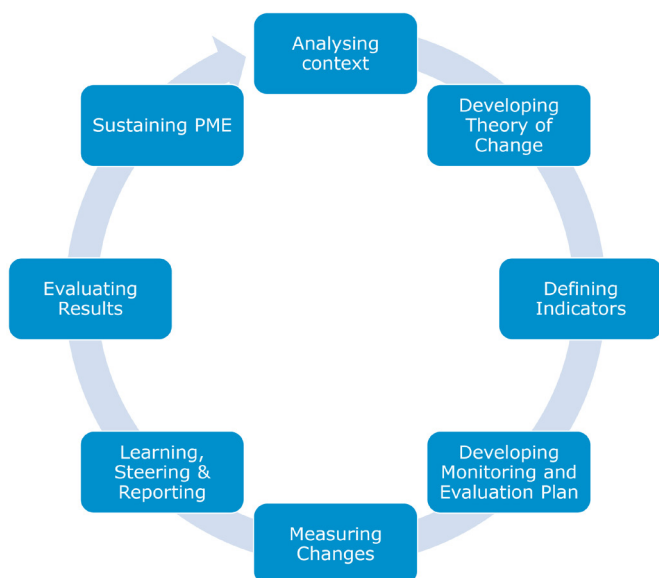 Analysing
context
Developing
Theory of
Change
Defining
Indicators
Developing
Monitoring and
Evaluation Plan
Measuring
Changes
Learning,
Steering &
Reporting
Evaluating
Results
Sustaining PME